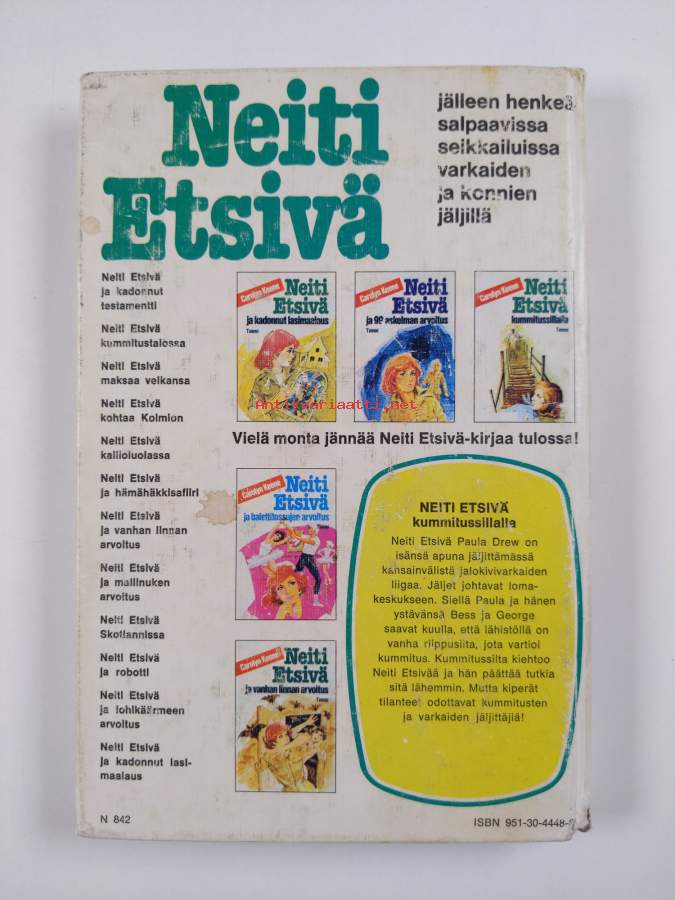 Neiti
Etsivä
jälleen henkeä
salpaavissa
seikkailuissa
varkaiden
ja konnien
jäljillä
Neiti Etsivä
ja kadonnut
testamentti
Neiti Etsivä
kummitustalossa
Neiti Etsivä
maksaa velkansa
Neiti Etsivä
kohtaa Kolmion
Neiti Etsivä
kallioluolassa
Neiti Etsivä
ja hämähäkkisafiiri
Neiti Etsivä
ja vanhan linnan
arvoitus
Neiti Etsivä
ja mallinuken
arvoitus
Neiti Etsivä
Skotlannissa
Neiti Etsivä
ja robotti
Neiti Etsivä
ja lohikäärmeen
arvoitus
Neiti Etsivä
ja kadonnut lasi-
maalaus
Carolyn Keene
Neiti
Etsivä
ja kadonnut lasimaalaus
Tammi
Carolyn Keene
Neiti
Etsivä
ja 99 askelman arvoitus
Tammi
Carolyn Keene
Neiti
Etsivä
kummitussillalla
Tammi
Antikvariaatti.net
Vielä monta jännää Neiti Etsivä-kirjaa tulossa!
Carolyn Keene
Neiti
Etsivä
ja balettitossujen arvoitus
Carolyn Keene
Neiti
Etsivä
ja vanhan linnan arvoitus
Tammi
NEITI ETSIVÄ
kummitussillalla
Neiti Etsivä Paula Drew on
isänsä apuna jäljittämässä
kansainvälistä jalokivivarkaiden
liigaa. Jäljet johtavat loma-
keskukseen. Siellä Paula ja hänen
ystävänsä Bess ja George
saavat kuulla, että lähistöllä on
vanha riippusilta, jota vartioi
kummitus. Kummitussilta kiehtoo
Neiti Etsivää ja hän päättää tutkia
sitä lähemmin. Mutta kiperät
tilanteet odottavat kummitusten
ja varkaiden jäljittäjiä!
N 842
ISBN 951-30-4448-